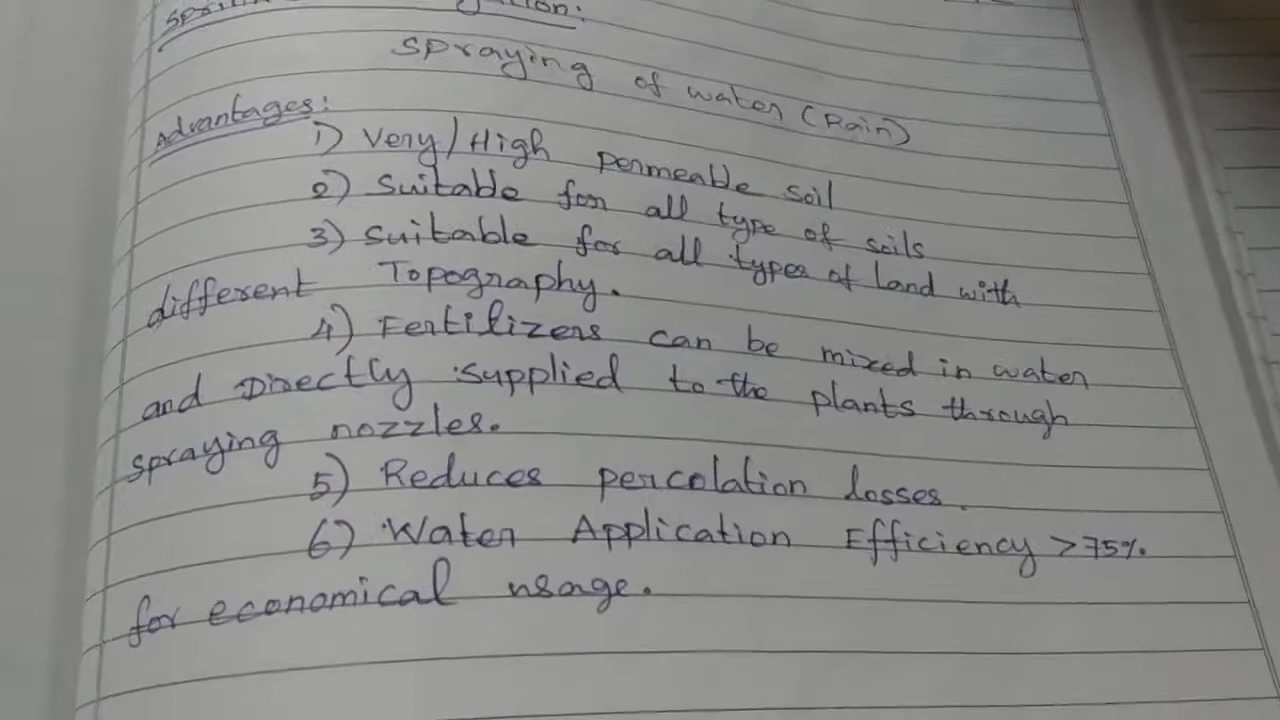 spraying of water (Rain)
Advantages:
1) Very/High permeable soil
2) Suitable for all type of soils
3) Suitable for all types of land with
different Topography.
4) Fertilizers can be mixed in water
and Directly supplied to the plants through
spraying nozzles.
5) Reduces percolation losses.
6) Water Application Efficiency >75%.
for economical usage.